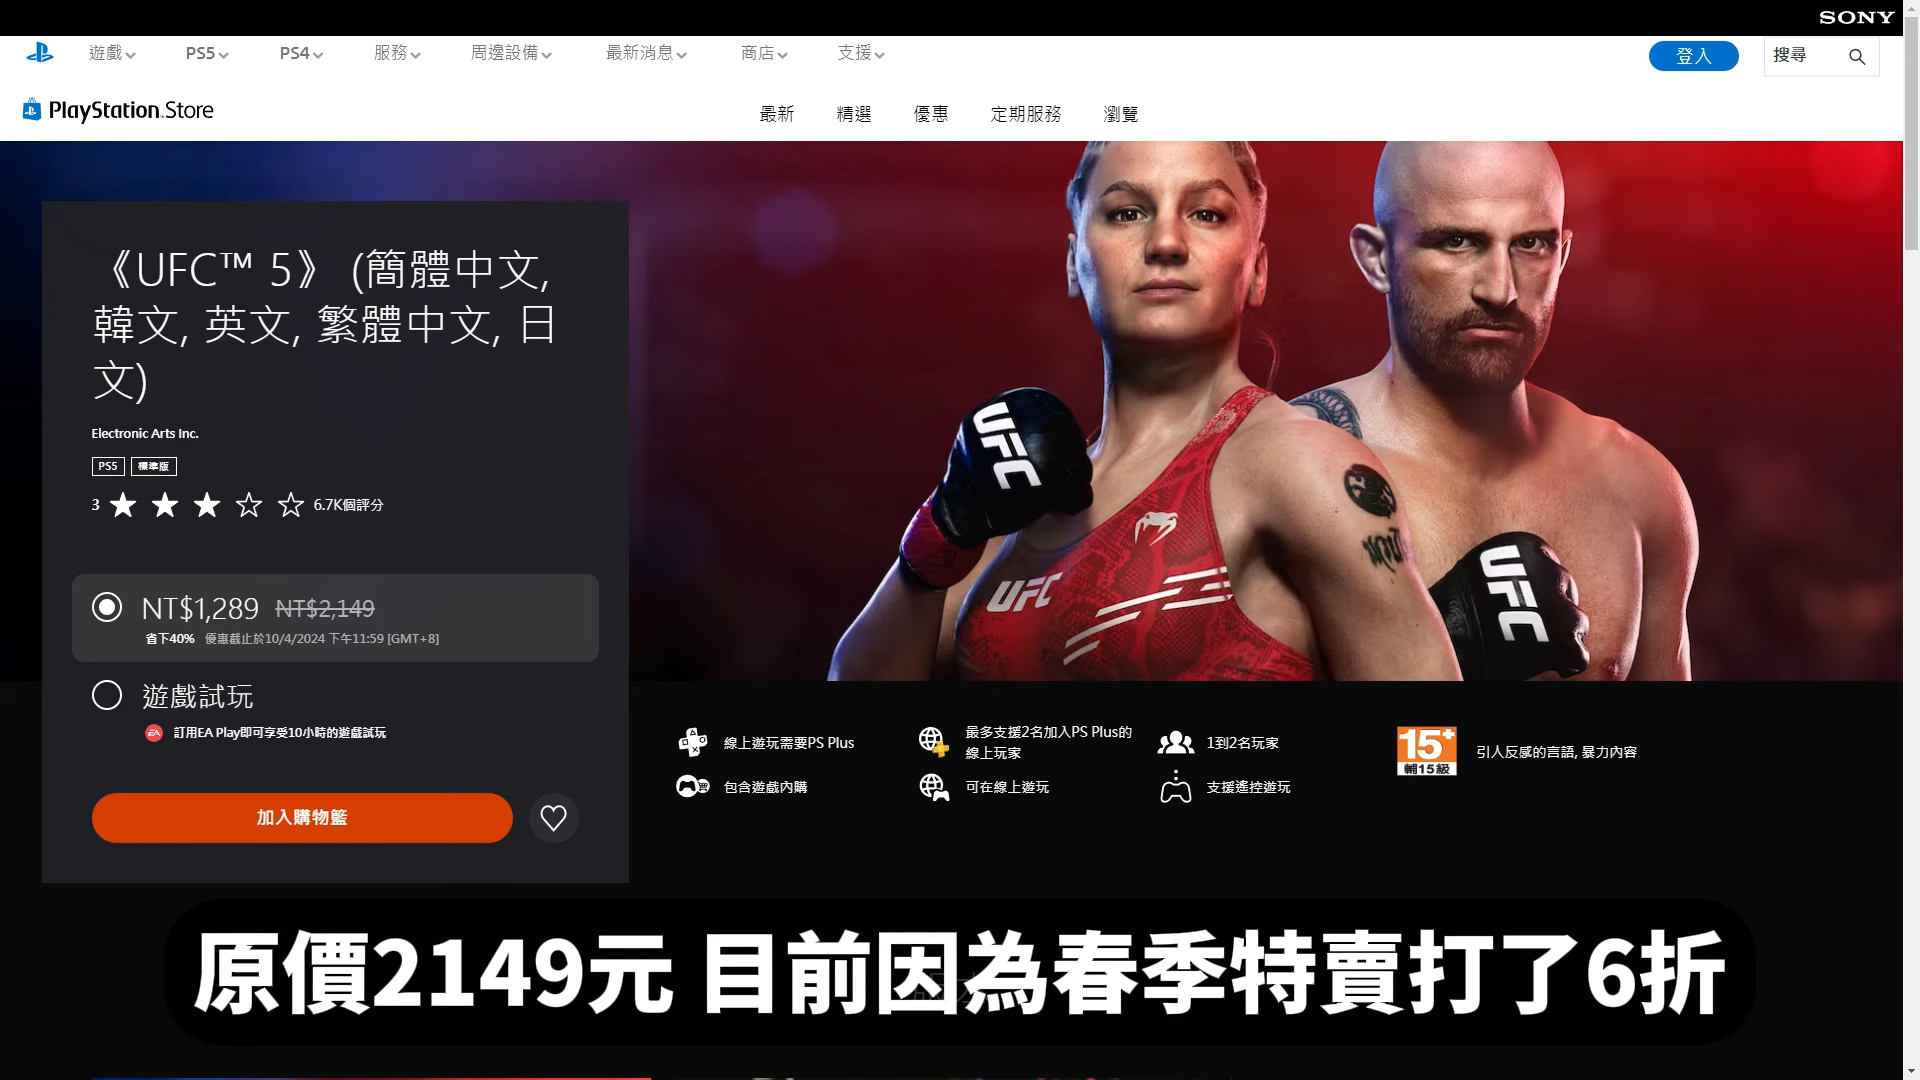 SONY
遊戲 PS5 PS4 服務 周邊設備 最新消息 商店 支援 登入 搜尋
PlayStation Store 最新 精選 優惠 定期服務 瀏覽
《UFC™ 5》 (簡體中文,
韓文, 英文, 繁體中文, 日
文)
Electronic Arts Inc.
PS5 標準版
3 6.7K個評分
NT$1,289 NT$2,149
省下40% 優惠截止於10/4/2024 下午11:59 [GMT+8]
遊戲試玩
EA 訂用EA Play即可享受10小時的遊戲試玩
加入購物籃
UFC
UFC
UFC
線上遊玩需要PS Plus
最多支援2名加入PS Plus的
線上玩家
1到2名玩家
15+
輔15級
引人反感的言語, 暴力內容
包含遊戲內購
可在線上遊玩
支援遙控遊玩
原價2149元 目前因為春季特賣打了6折